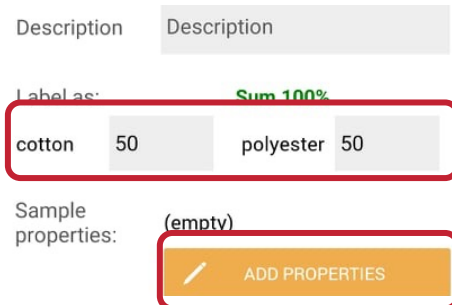 Description Description
Label as: Sum 100%
cotton 50 polyester 50
Sample
properties: (empty)
ADD PROPERTIES